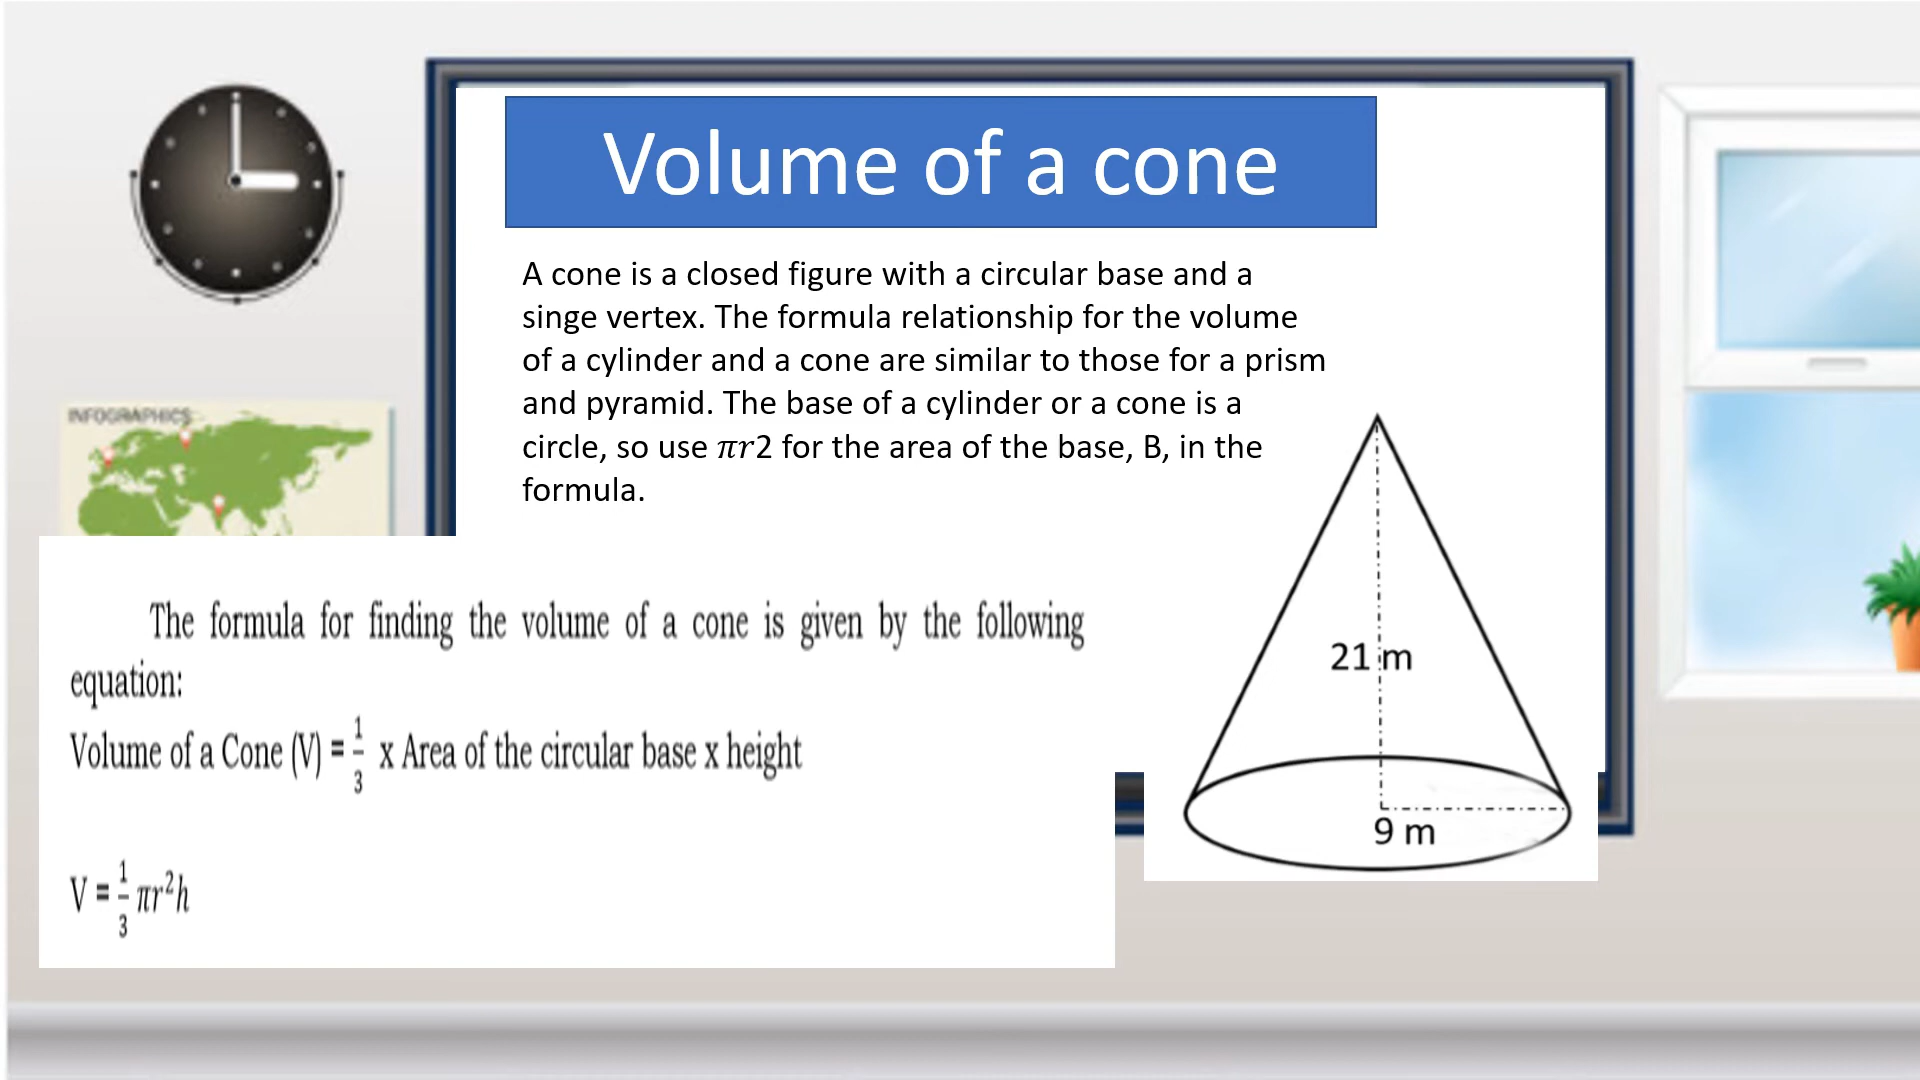 Volume of a cone
A cone is a closed figure with a circular base and a
singe vertex. The formula relationship for the volume
of a cylinder and a cone are similar to those for a prism
and pyramid. The base of a cylinder or a cone is a
circle, so use 𝜋𝑟2 for the area of the base, B, in the
formula.
INFOGRAPHICS
The formula for finding the volume of a cone is given by the following
equation:
Volume of a Cone (V) = 1/3 x Area of the circular base x height
V = 1/3 πr²h
21 m
9 m